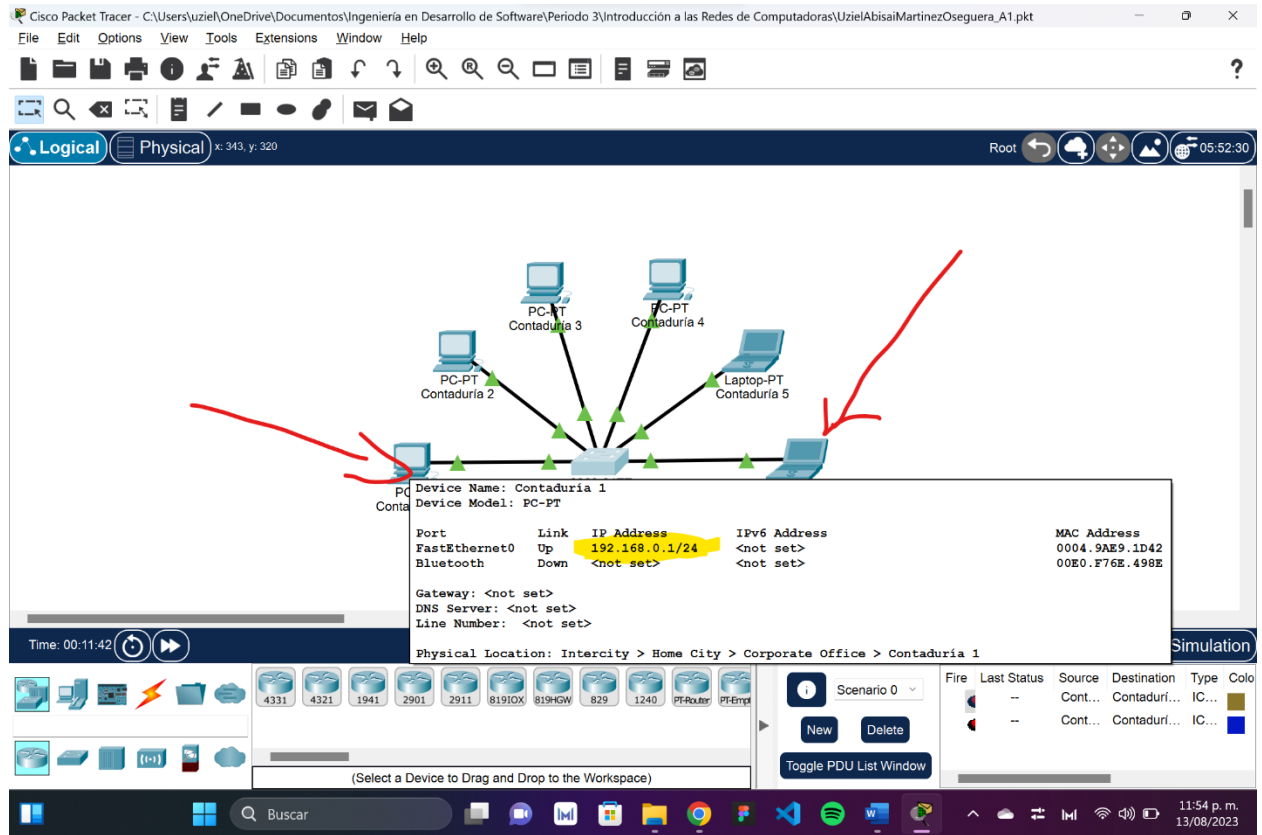 Cisco Packet Tracer - C:\Users\uziel\OneDrive\Documentos\Ingeniería en Desarrollo de Software\Periodo 3\Introducción a las Redes de Computadoras\UzielAbisaiMartinezOseguera_A1.pkt
File Edit Options View Tools Extensions Window Help
Logical Physical x: 343, y: 320 Root 05:52:30
PC-PT
Contaduría 3
PC-PT
Contaduría 4
PC-PT
Contaduría 2
Laptop-PT
Contaduría 5
Device Name: Contaduría 1
Device Model: PC-PT
Port Link IP Address IPv6 Address MAC Address
FastEthernet0 Up 192.168.0.1/24 <not set> 0004.9AE9.1D42
Bluetooth Down <not set> <not set> 00E0.F76E.498E
Gateway: <not set>
DNS Server: <not set>
Line Number: <not set>
Physical Location: Intercity > Home City > Corporate Office > Contaduría 1
Time: 00:11:42 Simulation
4331 4321 1941 2901 2911 819IOX 819HGW 829 1240 PT-Router PT-Empt
(Select a Device to Drag and Drop to the Workspace)
Scenario 0
New Delete
Toggle PDU List Window
Fire Last Status Source Destination Type Colo
-- Cont... Contadurí... IC...
-- Cont... Contadurí... IC...
Buscar
11:54 p. m.
13/08/2023